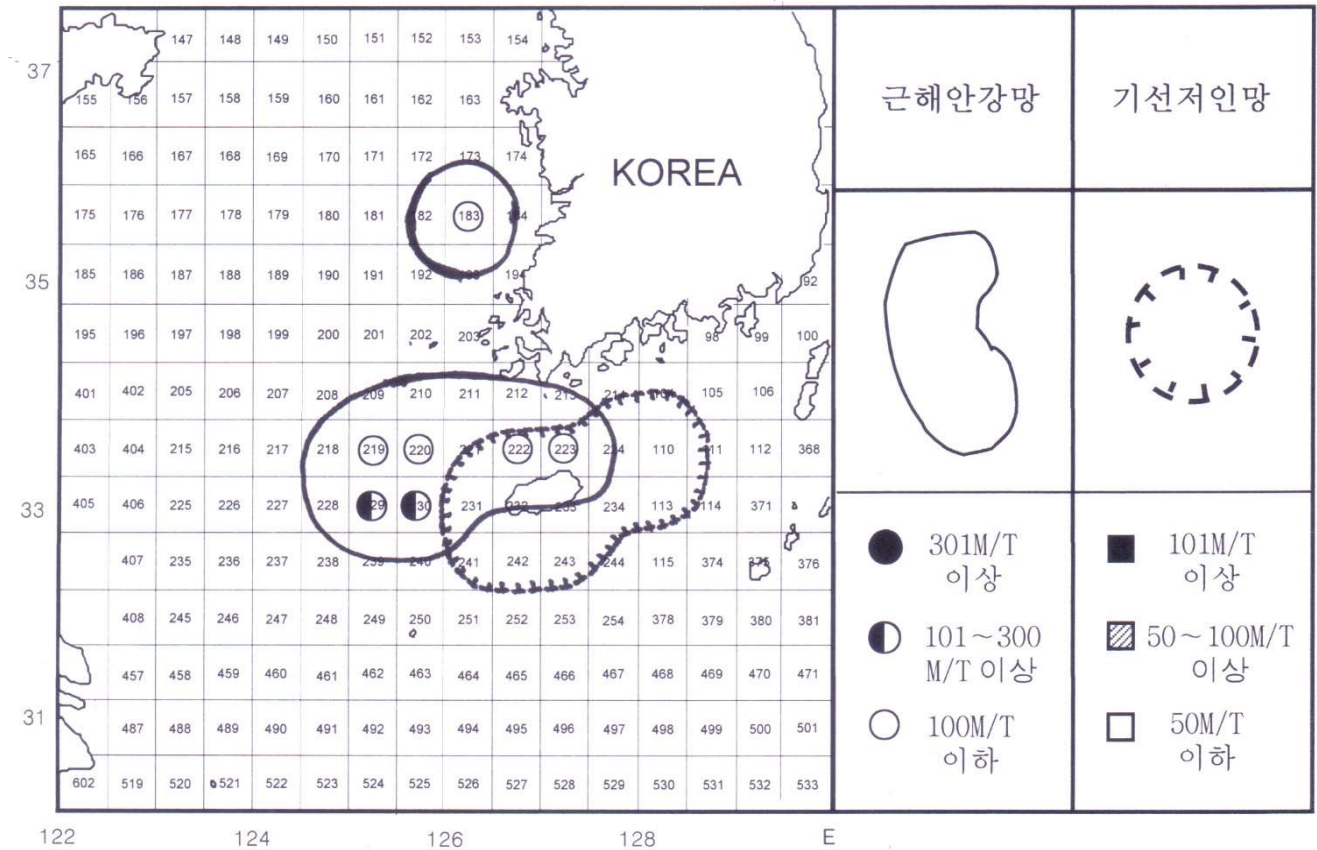 147 148 149 150 151 152 153 154
37
155 156 157 158 159 160 161 162 163
165 166 167 168 169 170 171 172 173 174
KOREA
175 176 177 178 179 180 181 182 183 184
35
185 186 187 188 189 190 191 192 193 194 92
195 196 197 198 199 200 201 202 203 98 99 100
401 402 205 206 207 208 209 210 211 212 213 105 106
403 404 215 216 217 218 219 220 222 223 224 110 111 112 368
33
405 406 225 226 227 228 229 230 231 232 233 234 113 114 371
407 235 236 237 238 239 240 241 242 243 244 115 374 375 376
408 245 246 247 248 249 250 251 252 253 254 378 379 380 381
457 458 459 460 461 462 463 464 465 466 467 468 469 470 471
31
487 488 489 490 491 492 493 494 495 496 497 498 499 500 501
602 519 520 521 522 523 524 525 526 527 528 529 530 531 532 533
122 124 126 128 E
근해안강망
기선저인망
301M/T
이상
101M/T
이상
101~300
M/T 이상
50~100M/T
이상
100M/T
이하
50M/T
이하